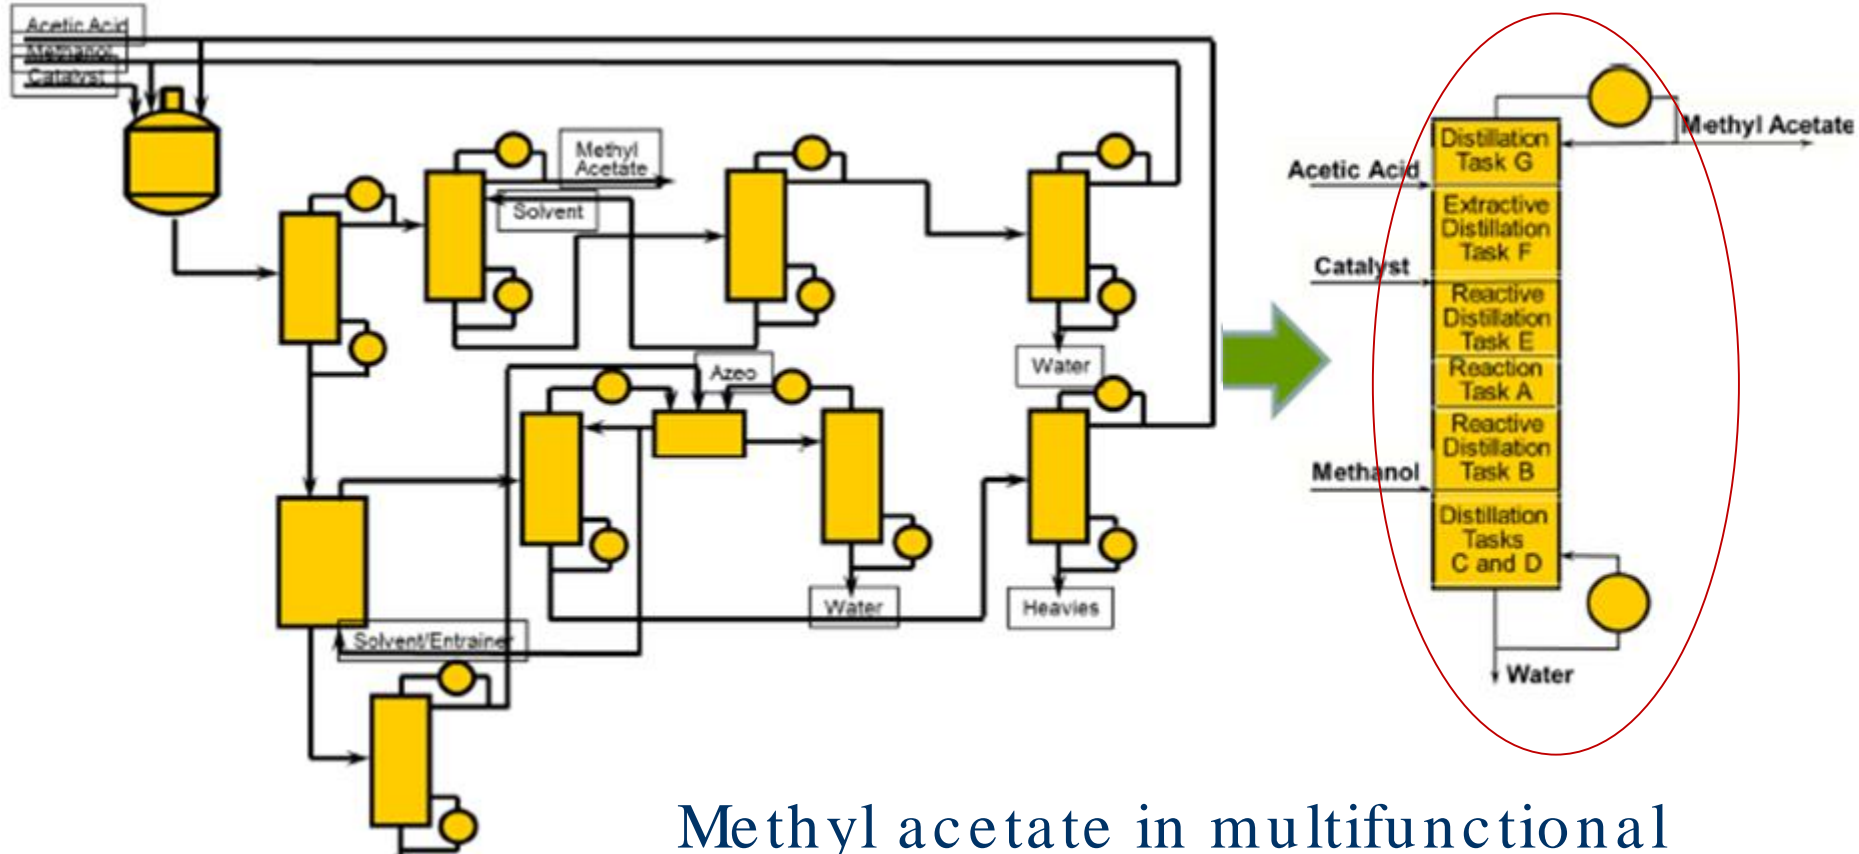 Acetic Acid
Methanol
Catalyst
Methyl
Acetate
Solvent
Water
Azeo
Water
Heavies
Solvent/Entrainer
Methyl Acetate
Distillation
Task G
Acetic Acid
Extractive
Distillation
Task F
Catalyst
Reactive
Distillation
Task E
Reaction
Task A
Reactive
Distillation
Task B
Methanol
Distillation
Tasks
C and D
Water
Methyl acetate in multifunctional